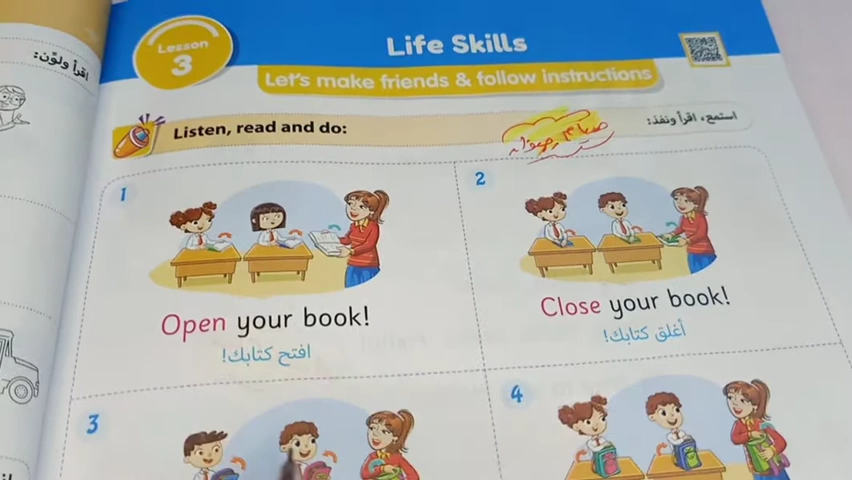 اقرأ ولوّن:
Lesson
3
Life Skills
Let's make friends & follow instructions
Listen, read and do:
استمع، اقرأ ونفذ:
1
2
Open your book!
افتح كتابك!
Close your book!
أغلق كتابك!
3
4